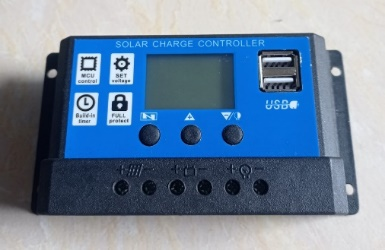 SOLAR CHARGE CONTROLLER
MCU
control
SET
voltage
Build-in
timer
FULL
protect
USB